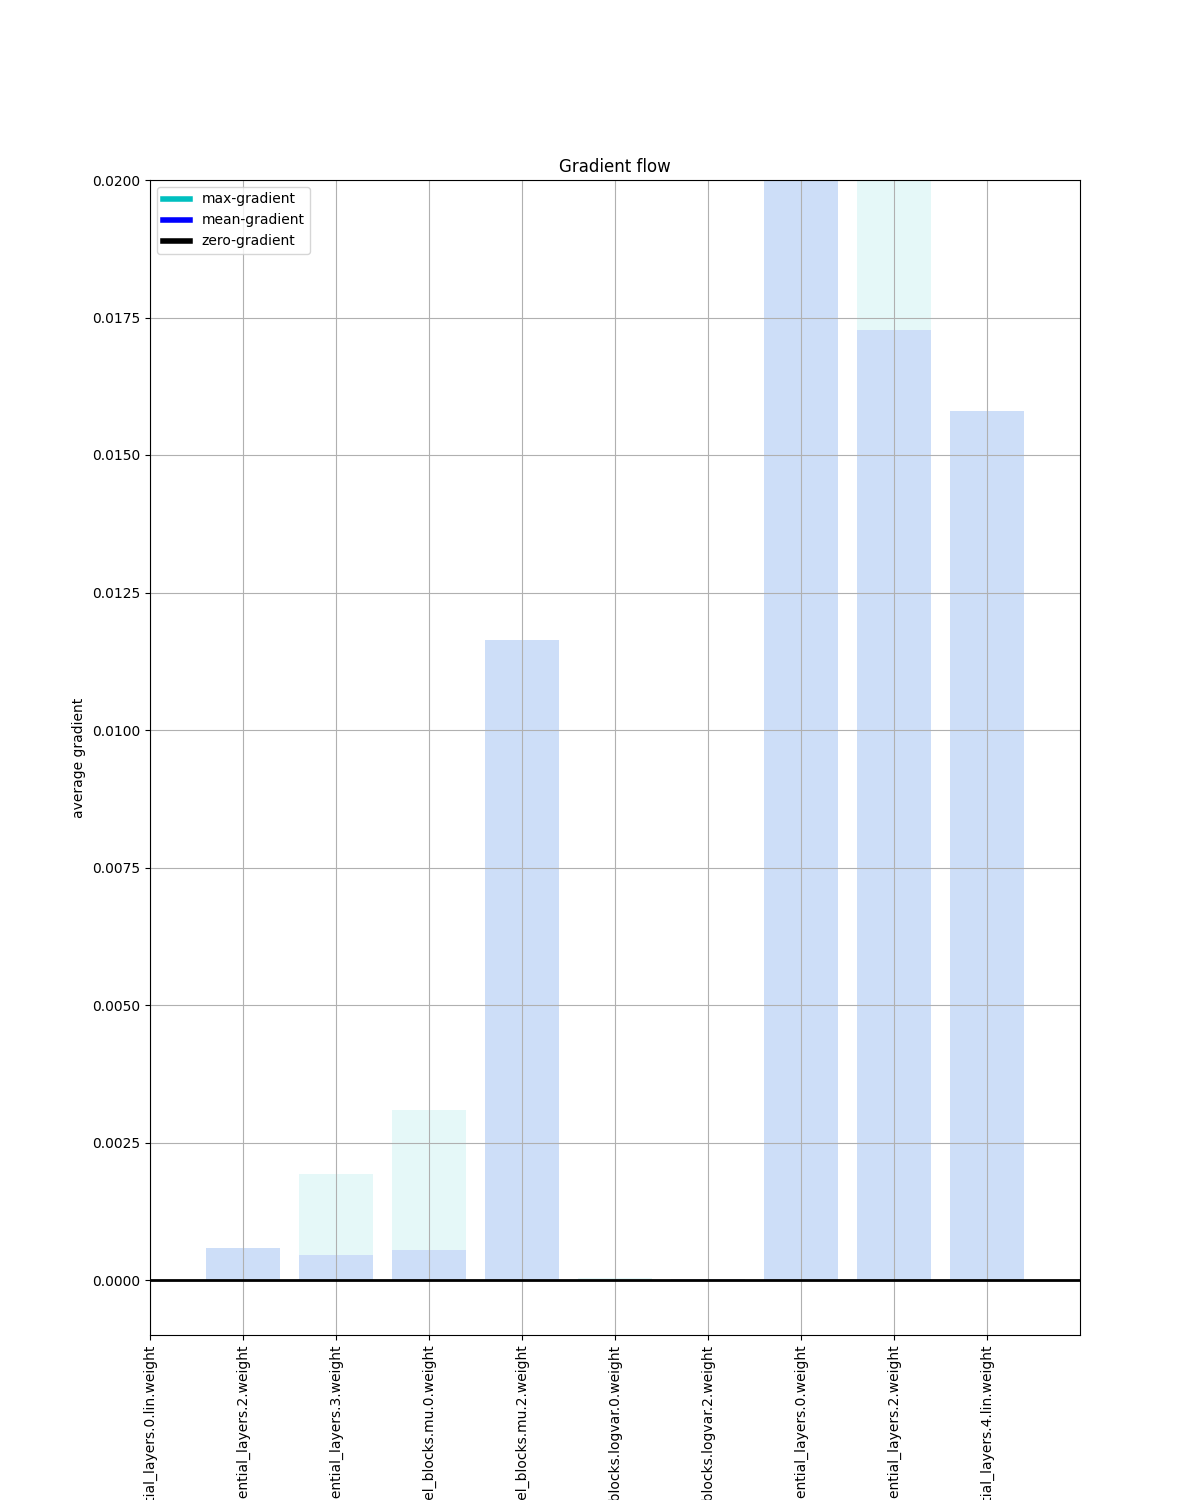 Gradient flow
max-gradient
mean-gradient
zero-gradient
0.0200
0.0175
0.0150
0.0125
0.0100
0.0075
0.0050
0.0025
0.0000
average gradient
tial_layers.0.lin.weight
ential_layers.2.weight
ential_layers.3.weight
el_blocks.mu.0.weight
el_blocks.mu.2.weight
blocks.logvar.0.weight
blocks.logvar.2.weight
ential_layers.0.weight
ential_layers.2.weight
tial_layers.4.lin.weight